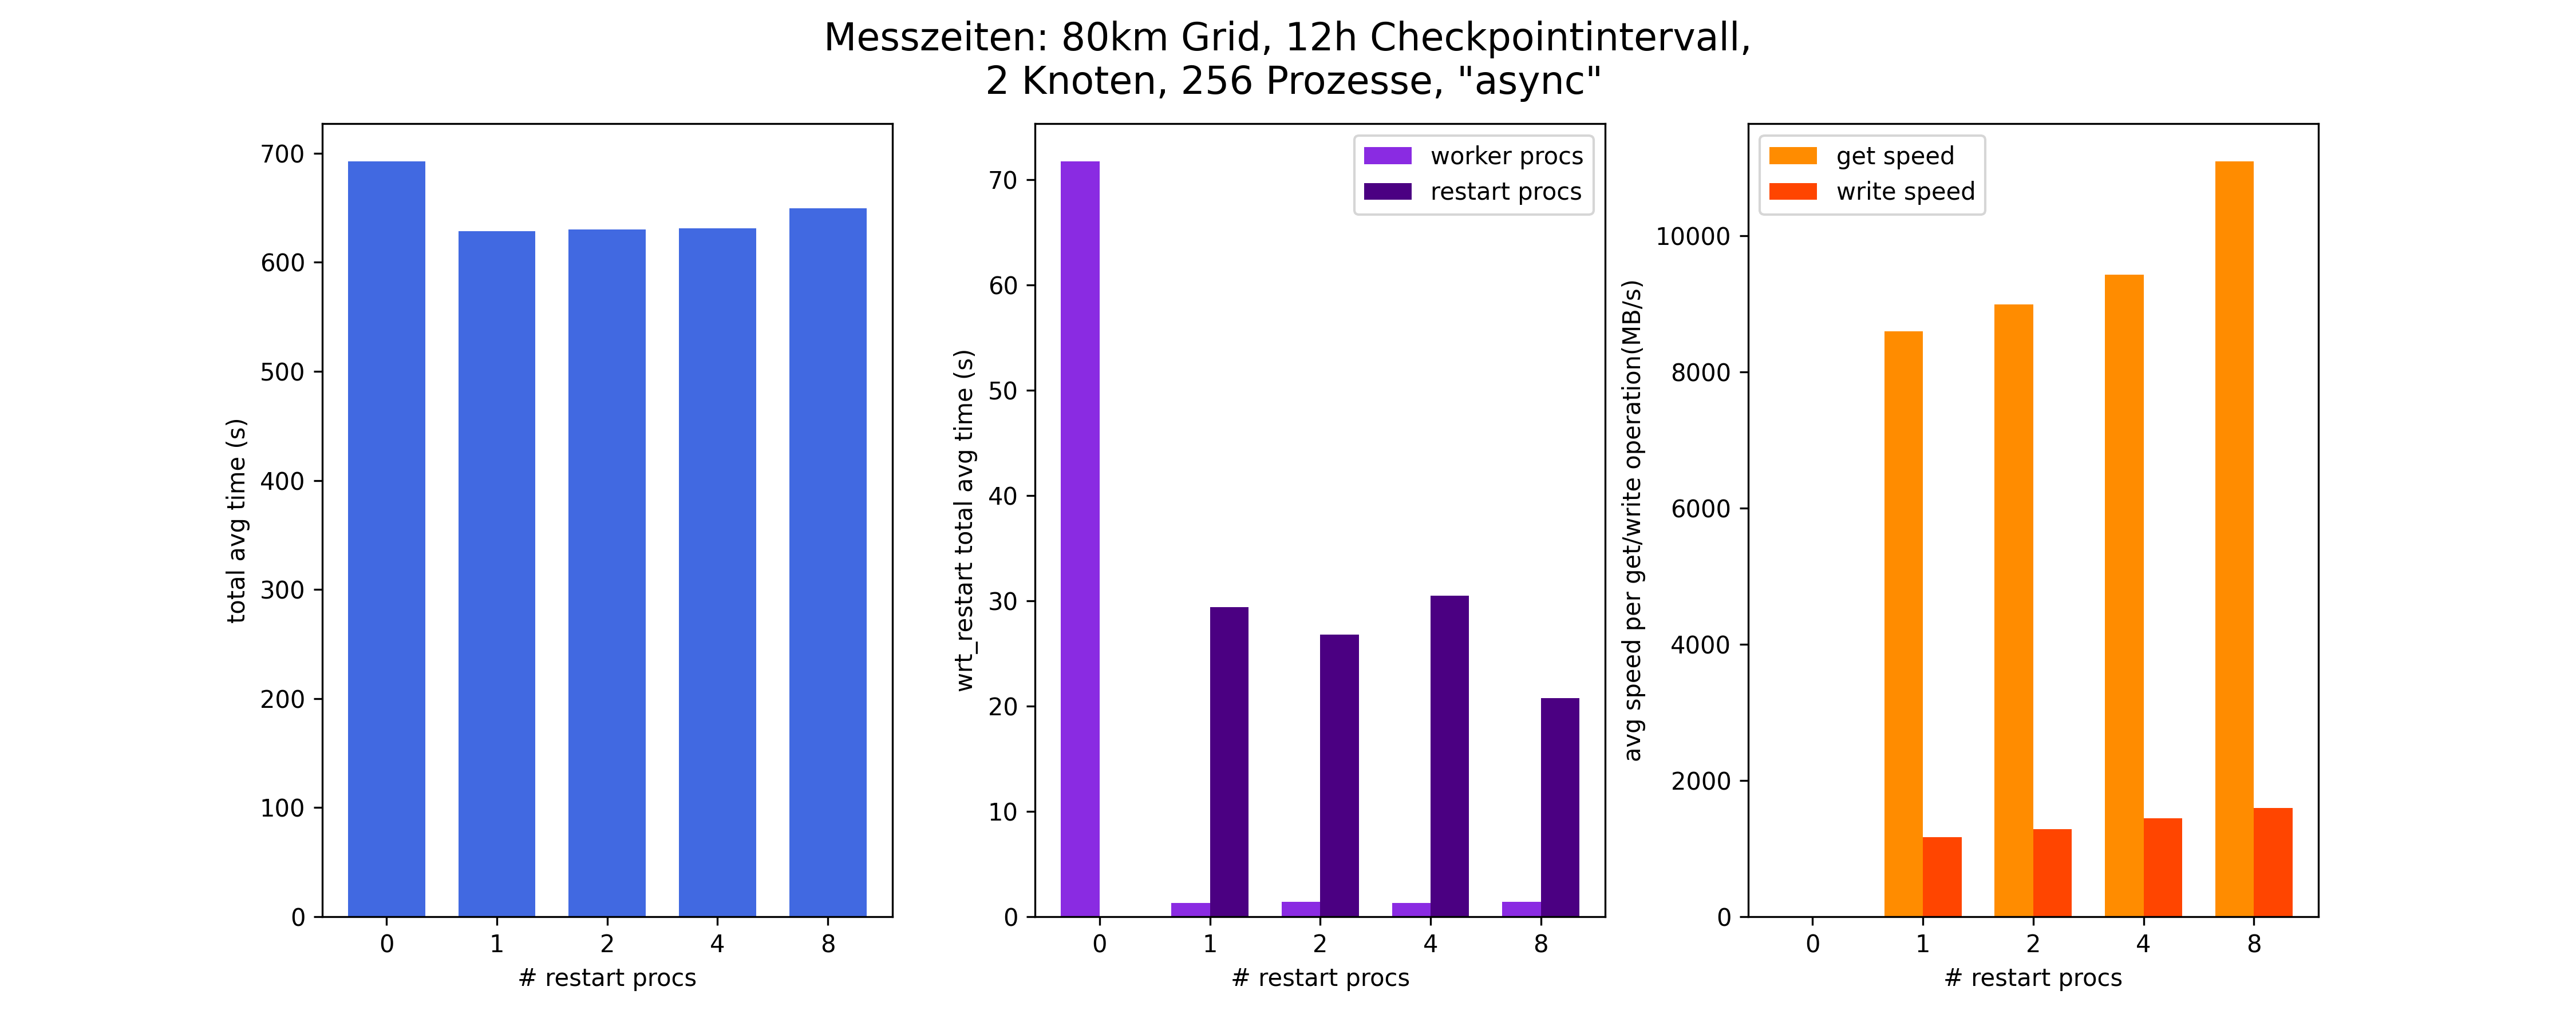 Messzeiten: 80km Grid, 12h Checkpointintervall,
2 Knoten, 256 Prozesse, "async"
total avg time (s)
700
600
500
400
300
200
100
0
0 1 2 4 8
# restart procs
wrt_restart total avg time (s)
70
60
50
40
30
20
10
0
worker procs
restart procs
0 1 2 4 8
# restart procs
avg speed per get/write operation(MB/s)
10000
8000
6000
4000
2000
0
get speed
write speed
0 1 2 4 8
# restart procs